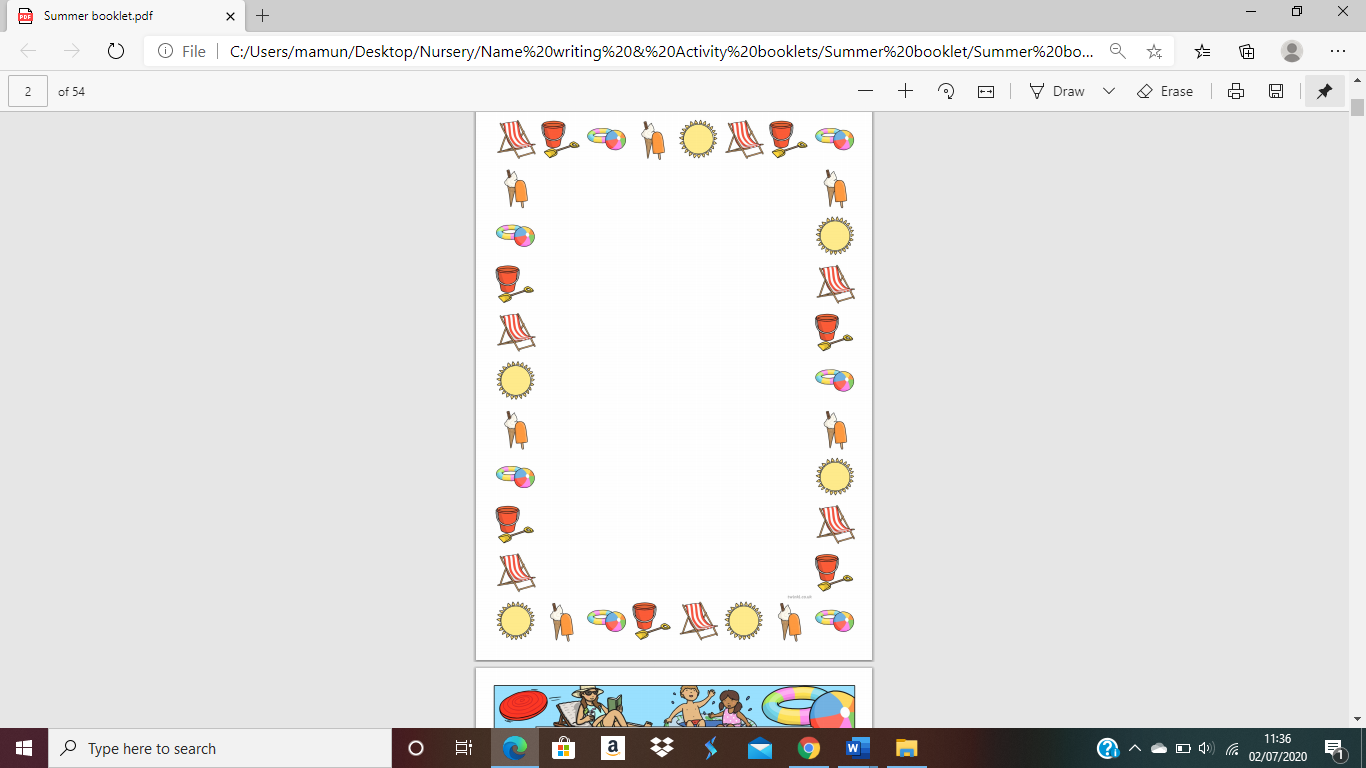 Summer booklet.pdf
File
C:/Users/mamun/Desktop/Nursery/Name%20writing%20&%20Activity%20booklets/Summer%20booklet/Summer%20bo...
2 of 54
Draw
Erase
Type here to search
11:36
02/07/2020
1